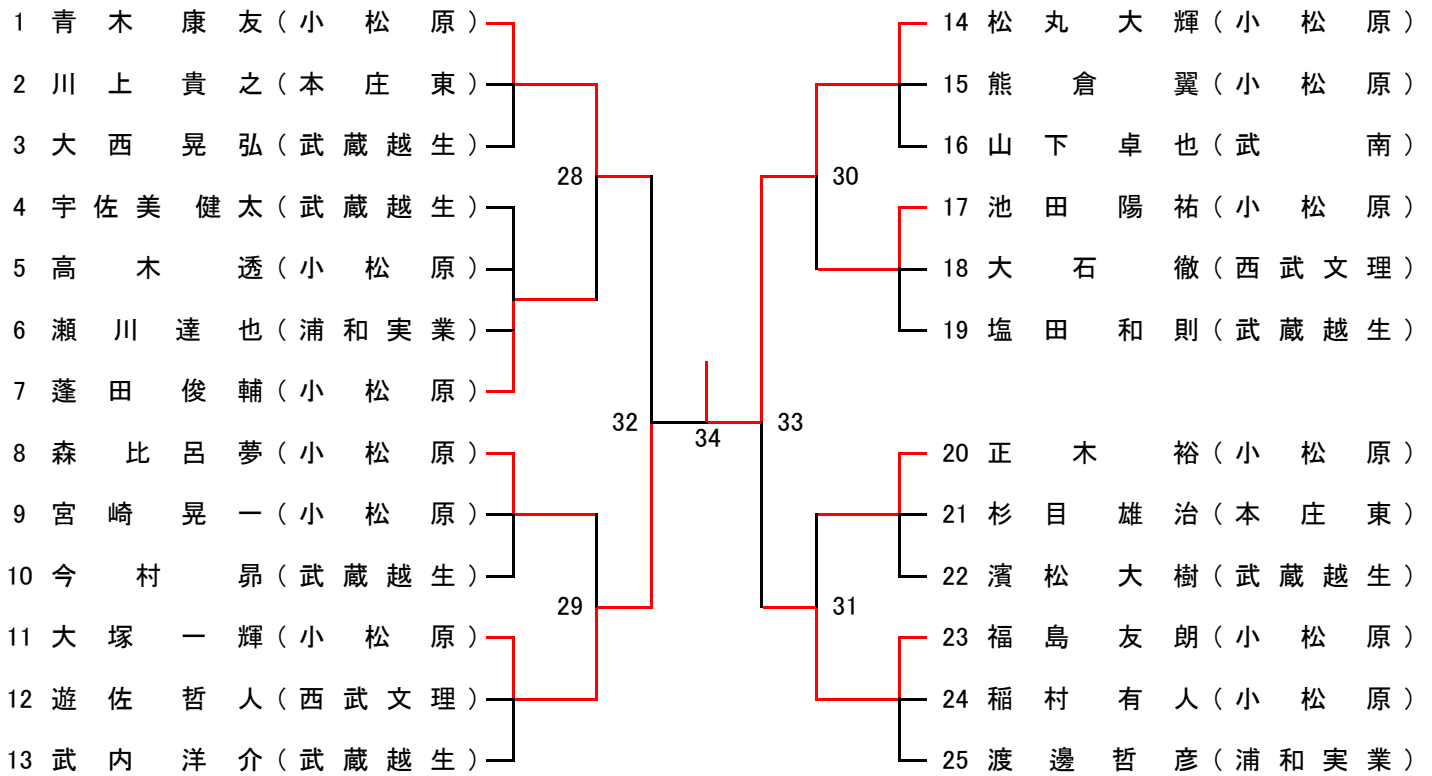 1 青木 康友(小松原)
2 川上 貴之(本庄東)
3 大西 晃弘(武蔵越生)
28
4 宇佐美 健太(武蔵越生)
5 高木 透(小松原)
6 瀬川 達也(浦和実業)
7 蓬田 俊輔(小松原)
32
8 森 比呂夢(小松原)
9 宮崎 晃一(小松原)
10 今村 昴(武蔵越生)
29
11 大塚 一輝(小松原)
12 遊佐 哲人(西武文理)
13 武内 洋介(武蔵越生)
34
14 松丸 大輝(小松原)
15 熊倉 翼(小松原)
16 山下 卓也(武南)
30
17 池田 陽祐(小松原)
18 大石 徹(西武文理)
19 塩田 和則(武蔵越生)
33
20 正木 裕(小松原)
21 杉目 雄治(本庄東)
22 濱松 大樹(武蔵越生)
31
23 福島 友朗(小松原)
24 稲村 有人(小松原)
25 渡邊 哲彦(浦和実業)